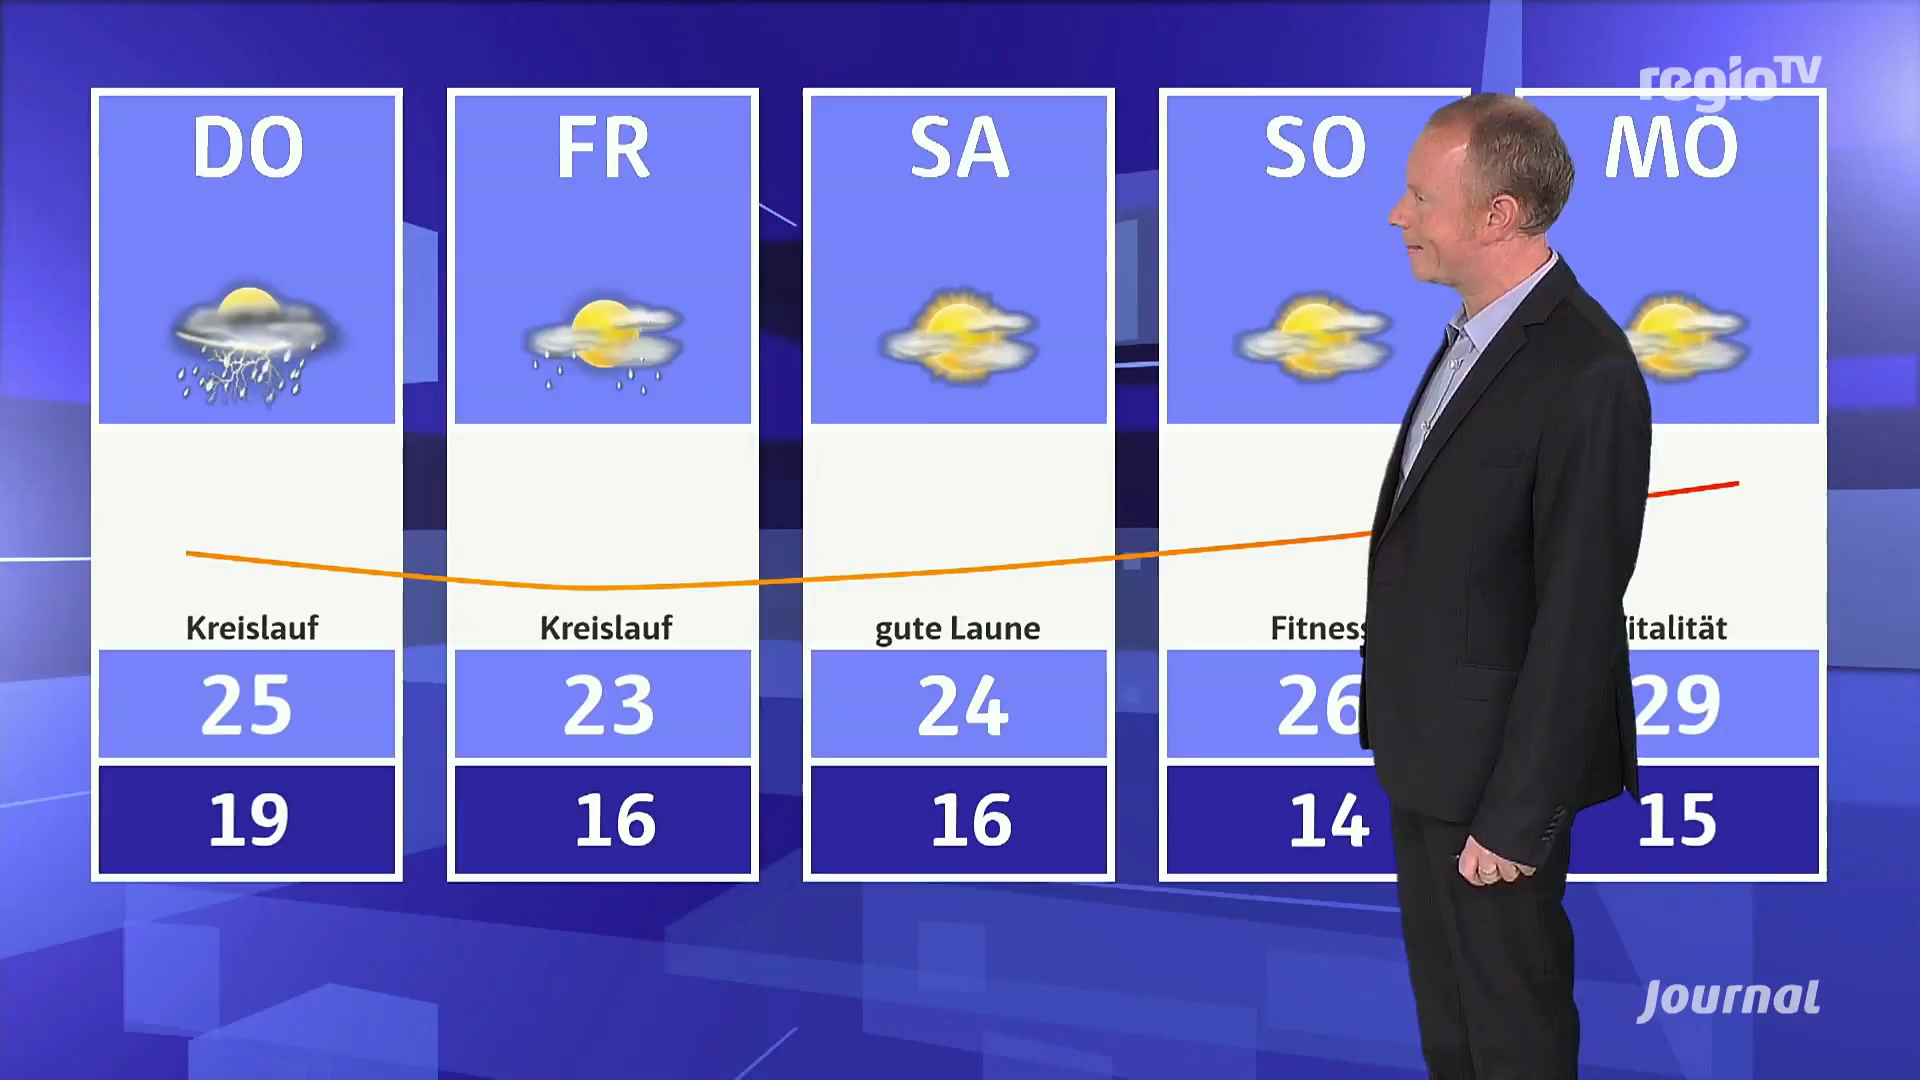 regioTV
DO FR SA SO MO
Kreislauf Kreislauf gute Laune Fitness italität
25 23 24 26 29
19 16 16 14 15
Journal